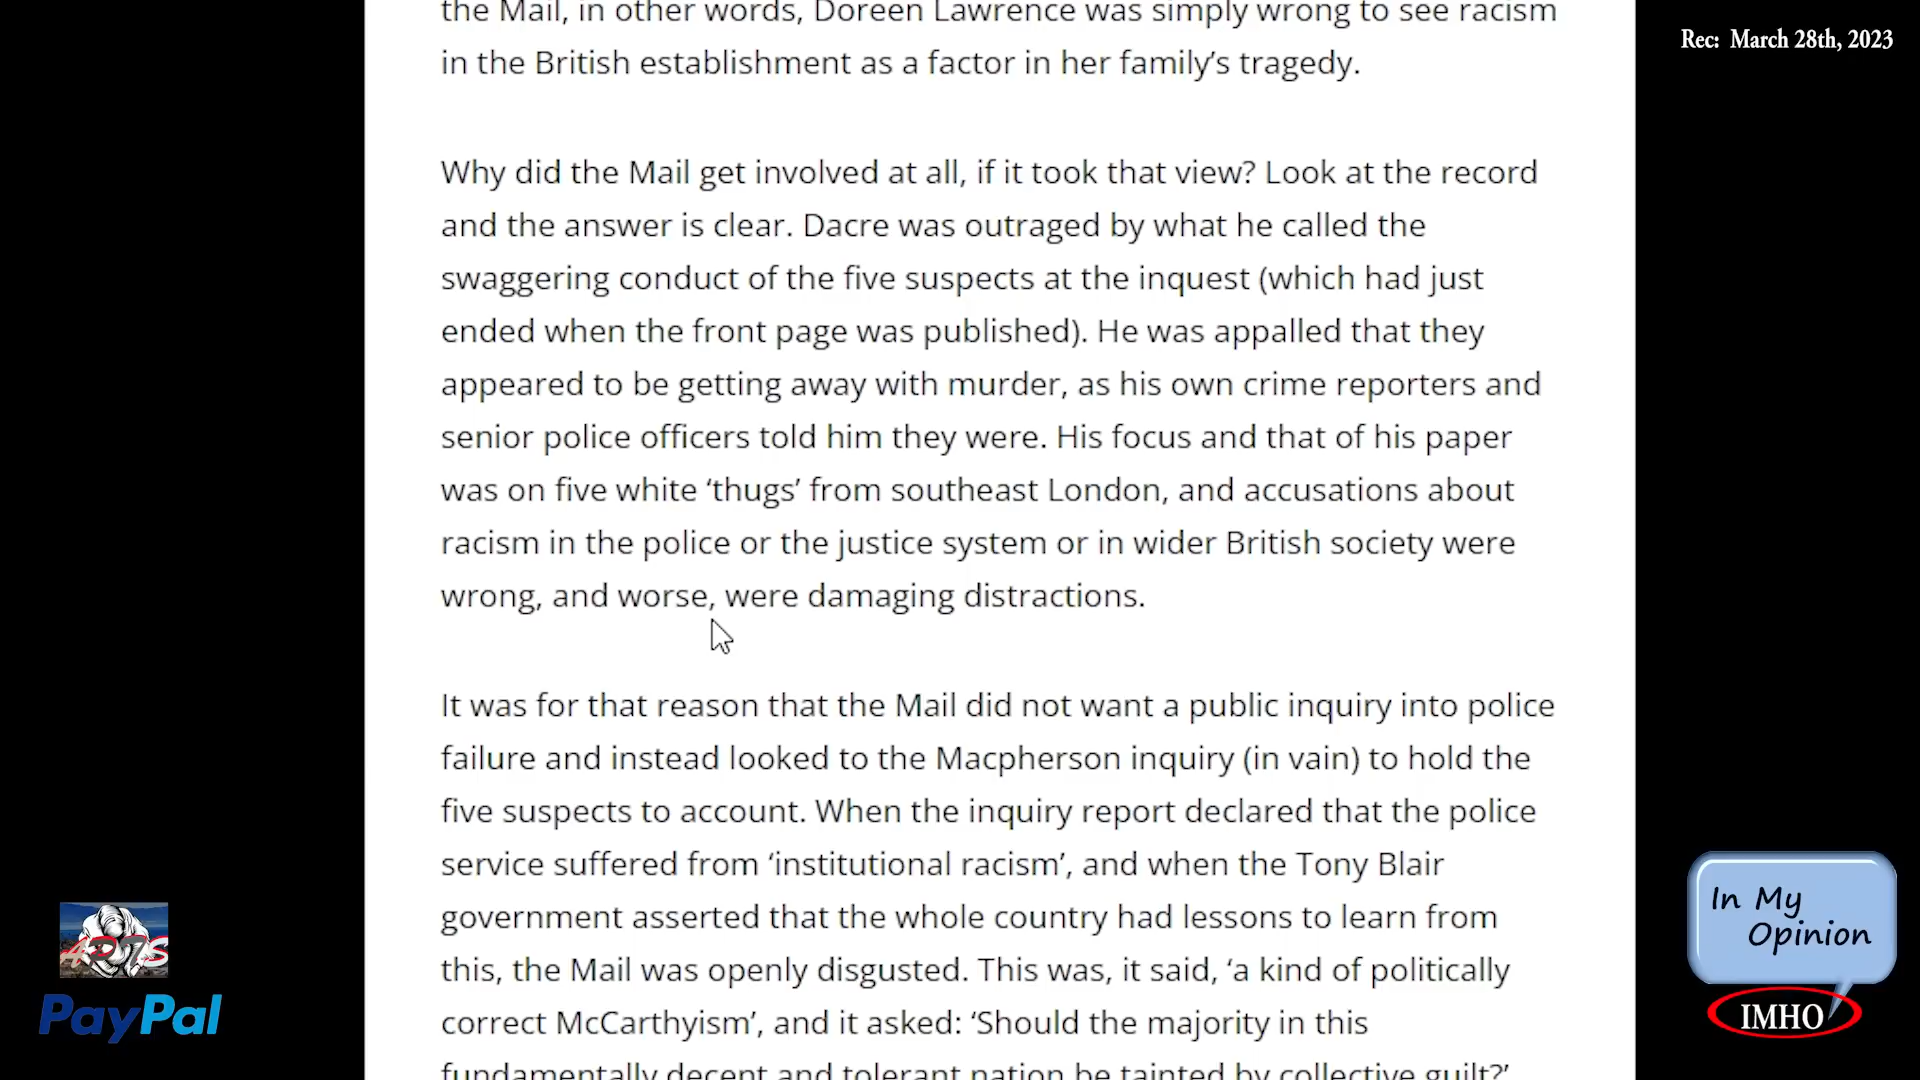 the Mail, in other words, Doreen Lawrence was simply wrong to see racism
in the British establishment as a factor in her family’s tragedy.
Rec: March 28th, 2023
Why did the Mail get involved at all, if it took that view? Look at the record
and the answer is clear. Dacre was outraged by what he called the
swaggering conduct of the five suspects at the inquest (which had just
ended when the front page was published). He was appalled that they
appeared to be getting away with murder, as his own crime reporters and
senior police officers told him they were. His focus and that of his paper
was on five white ‘thugs’ from southeast London, and accusations about
racism in the police or the justice system or in wider British society were
wrong, and worse, were damaging distractions.
It was for that reason that the Mail did not want a public inquiry into police
failure and instead looked to the Macpherson inquiry (in vain) to hold the
five suspects to account. When the inquiry report declared that the police
service suffered from ‘institutional racism’, and when the Tony Blair
government asserted that the whole country had lessons to learn from
this, the Mail was openly disgusted. This was, it said, ‘a kind of politically
correct McCarthyism’, and it asked: ‘Should the majority in this
fundamentally decent and tolerant nation be tainted by collective guilt?’
PayPal
In My
Opinion
IMHO